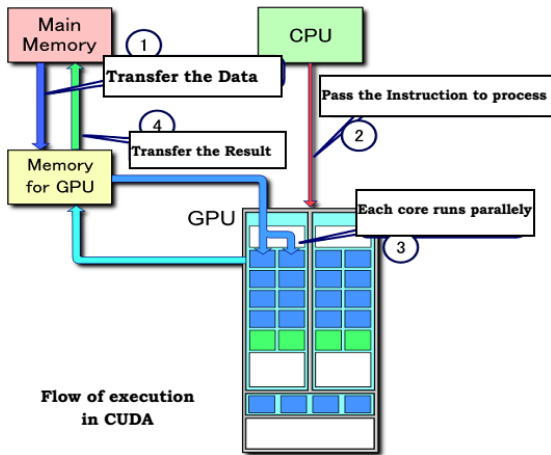 Main
Memory
1
CPU
Transfer the Data
Pass the Instruction to process
4
2
Transfer the Result
Memory
for GPU
GPU
Each core runs parallely
3
Flow of execution
in CUDA